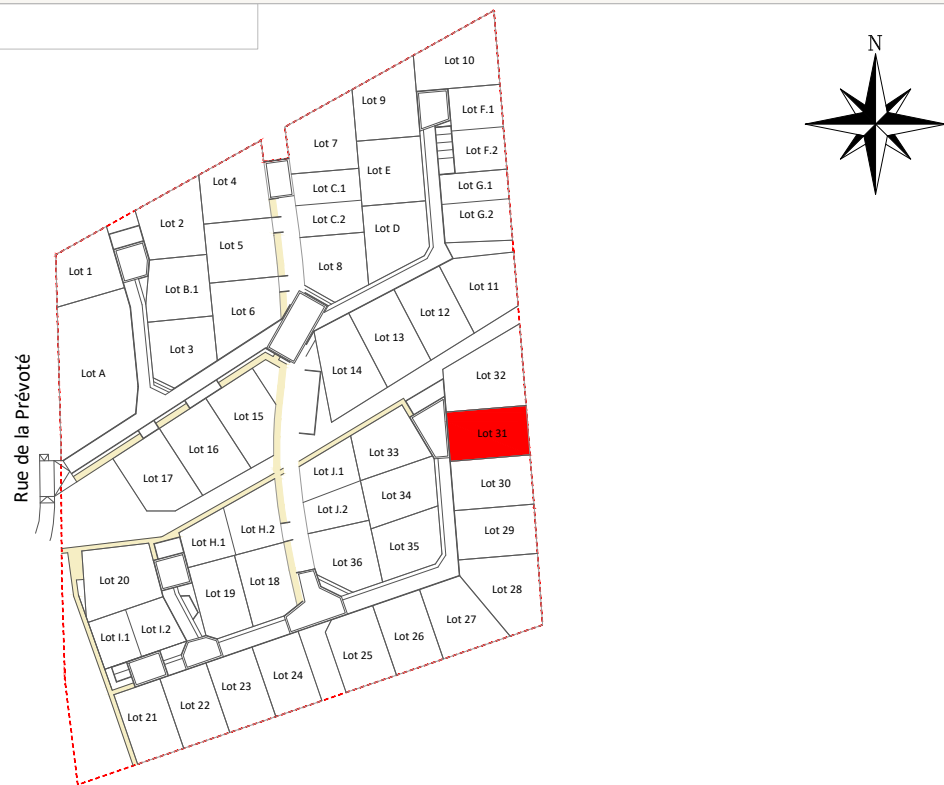 N
Lot 10
Lot 9
Lot F.1
Lot 7
Lot F.2
Lot E
Lot 4
Lot C.1
Lot G.1
Lot 2
Lot C.2
Lot G.2
Lot D
Lot 5
Lot 1
Lot 8
Lot B.1
Lot 11
Lot 6
Lot 12
Lot 13
Lot 3
Lot 14
Lot A
Lot 32
Rue de la Prévoté
Lot 15
Lot 31
Lot 16
Lot 33
Lot J.1
Lot 17
Lot 30
Lot 34
Lot J.2
Lot H.2
Lot 29
Lot H.1
Lot 35
Lot 36
Lot 20
Lot 18
Lot 28
Lot 19
Lot 27
Lot I.2
Lot I.1
Lot 26
Lot 25
Lot 24
Lot 23
Lot 22
Lot 21